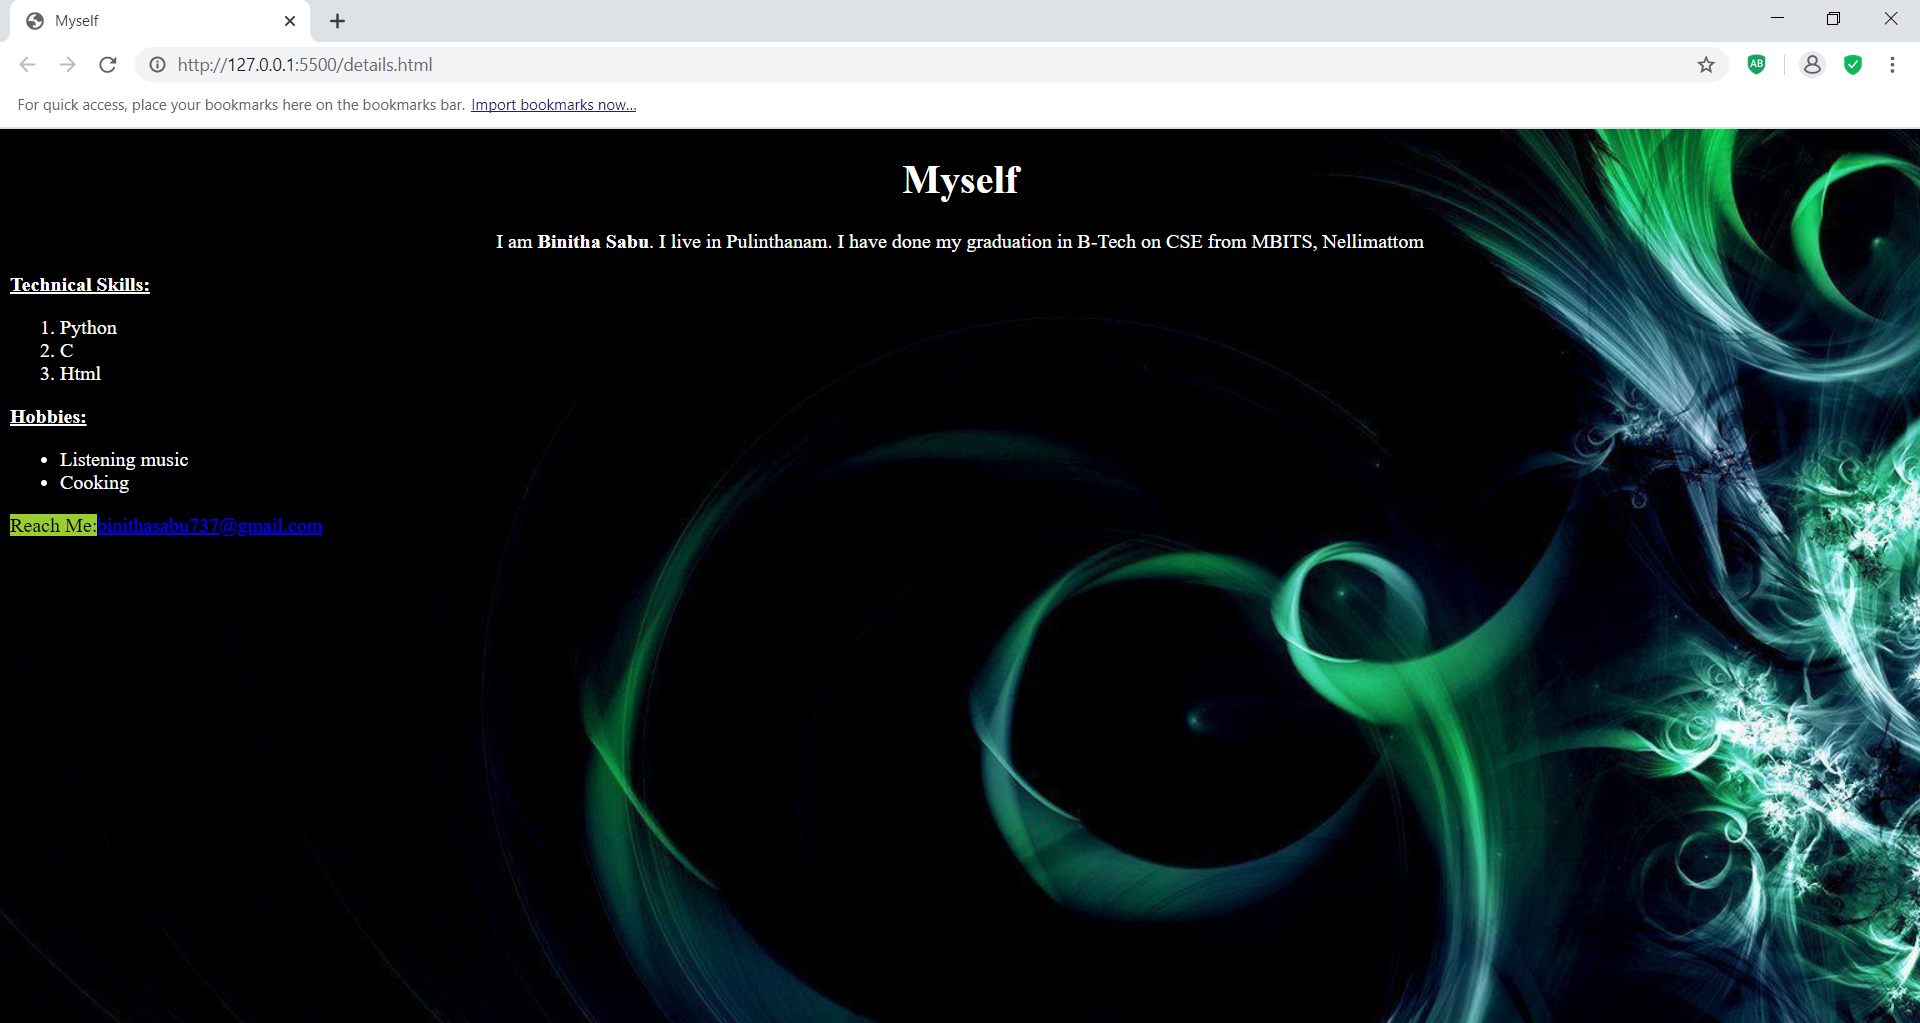 Myself
http://127.0.0.1:5500/details.html
AB
For quick access, place your bookmarks here on the bookmarks bar. Import bookmarks now...
Myself
I am Binitha Sabu. I live in Pulinthanam. I have done my graduation in B-Tech on CSE from MBITS, Nellimattom
Technical Skills:
1. Python
2. C
3. Html
Hobbies:
• Listening music
• Cooking
Reach Me:binithasabu737@gmail.com